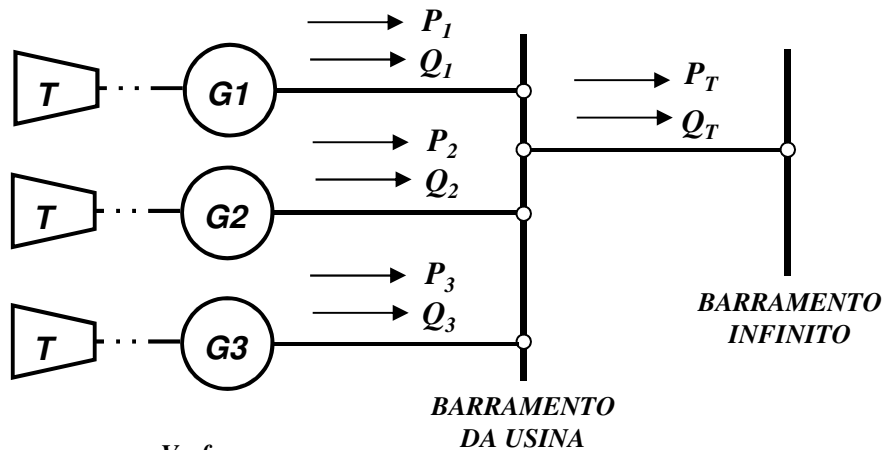 P1
Q1
T
G1
PT
QT
P2
Q2
T
G2
P3
Q3
T
G3
BARRAMENTO
INFINITO
BARRAMENTO
DA USINA